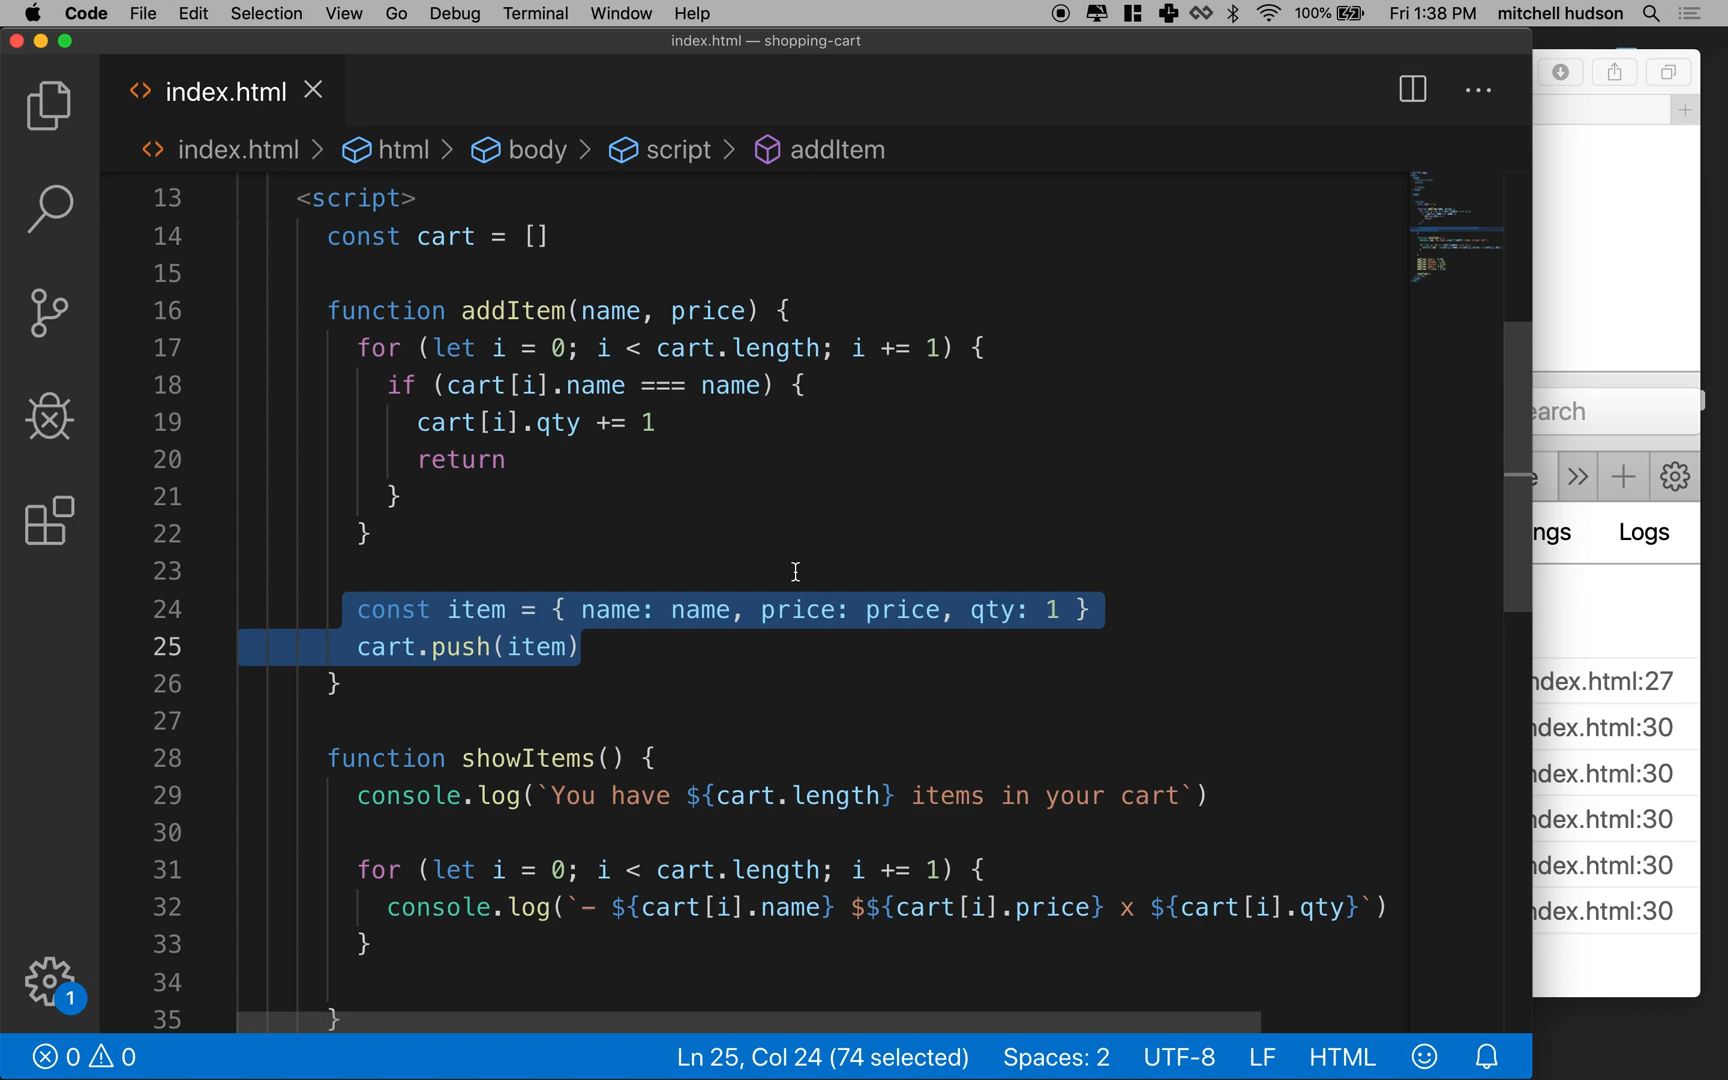 Code File Edit Selection View Go Debug Terminal Window Help 100% Fri 1:38 PM mitchell hudson
index.html — shopping-cart
<> index.html
<> index.html > html > body > script > addItem
13 <script>
14 const cart = []
15
16 function addItem(name, price) {
17 for (let i = 0; i < cart.length; i += 1) {
18 if (cart[i].name === name) {
19 cart[i].qty += 1
20 return
21 }
22 }
23
24 const item = { name: name, price: price, qty: 1 }
25 cart.push(item)
26 }
27
28 function showItems() {
29 console.log(`You have ${cart.length} items in your cart`)
30
31 for (let i = 0; i < cart.length; i += 1) {
32 console.log(`- ${cart[i].name} $${cart[i].price} x ${cart[i].qty}`)
33 }
34
35 }
earch
e
ngs Logs
ndex.html:27
ndex.html:30
ndex.html:30
ndex.html:30
ndex.html:30
ndex.html:30
1
0 0 Ln 25, Col 24 (74 selected) Spaces: 2 UTF-8 LF HTML